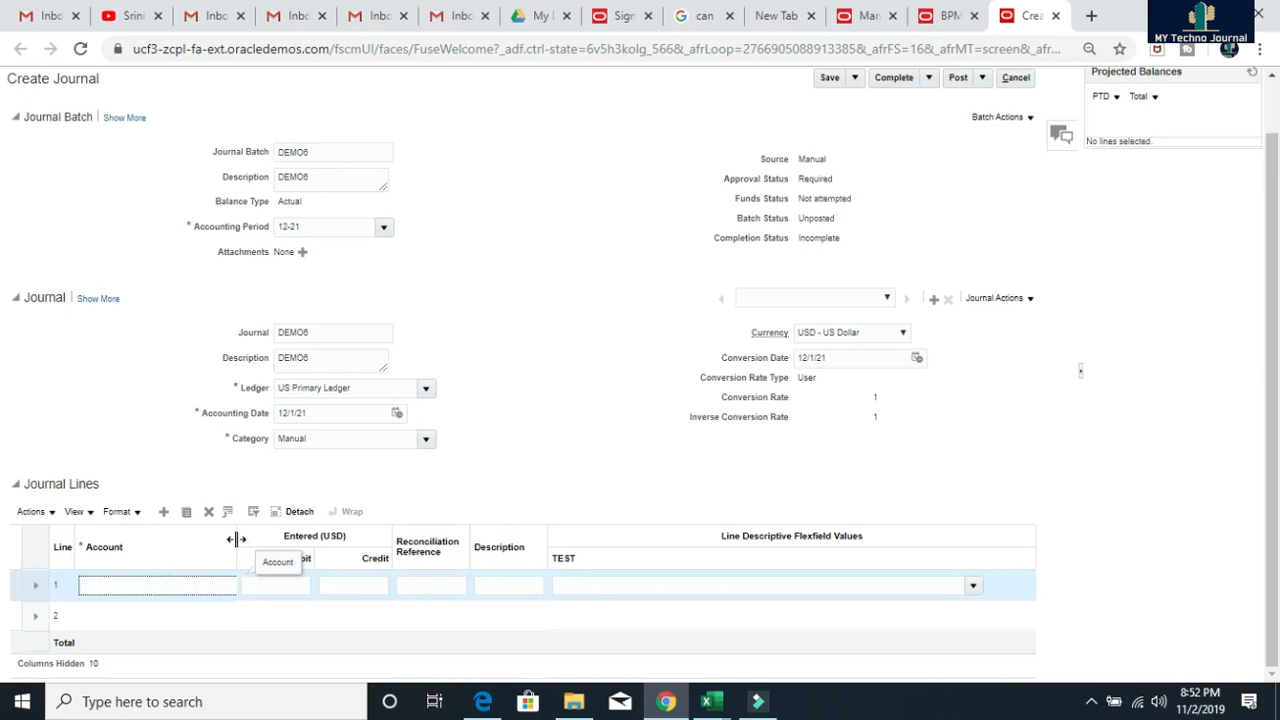 Inbo
Srini
Inbo
Inbo
Inbo
Inbo
My D
Sign
can
New Tab
Man
BPM
Crea
ucf3-zcpl-fa-ext.oracledemos.com/fscmUI/faces/FuseWelcome?_adf.ctrl-state=6v5h3kolg_566&_afrLoop=27669050889133385&_afrFS=16&_afrMT=screen&_afr...
MY Techno Journal
Create Journal
Save
Complete
Post
Cancel
Projected Balances
PTD
Total
No lines selected.
Journal Batch
Show More
Batch Actions
Journal Batch DEMO6
Description DEMO6
Balance Type Actual
* Accounting Period 12-21
Attachments None
Source Manual
Approval Status Required
Funds Status Not attempted
Batch Status Unposted
Completion Status Incomplete
Journal
Show More
Journal Actions
Journal DEMO6
Description DEMO6
* Ledger US Primary Ledger
* Accounting Date 12/1/21
* Category Manual
Currency USD - US Dollar
Conversion Date 12/1/21
Conversion Rate Type User
Conversion Rate 1
Inverse Conversion Rate 1
Journal Lines
Actions
View
Format
Detach
Wrap
Line
* Account
Entered (USD)
Credit
Reconciliation
Reference
Description
Line Descriptive Flexfield Values
TEST
Account
1
2
Total
Columns Hidden 10
Type here to search
8:52 PM
11/2/2019